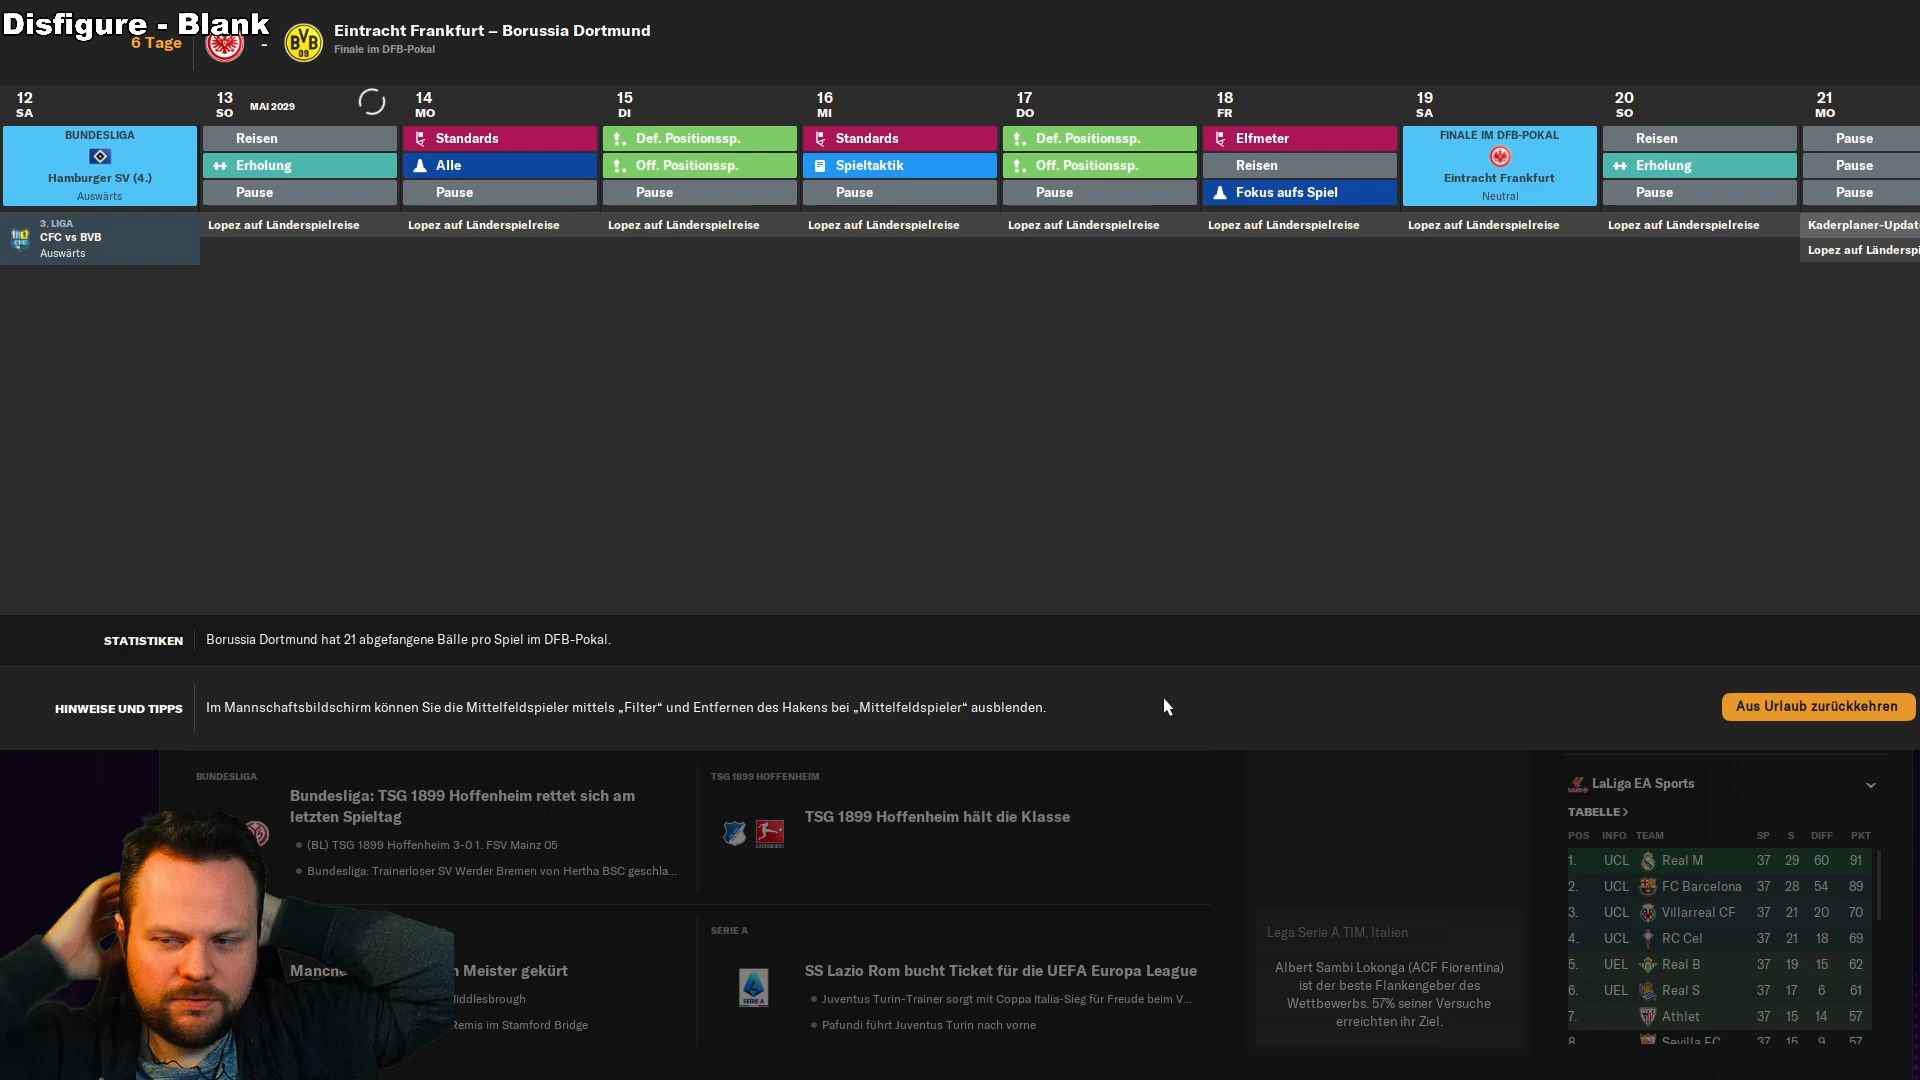 Disfigure - Blank
6 Tage
-
Eintracht Frankfurt – Borussia Dortmund
Finale im DFB-Pokal
12 SA
13 SO MAI 2029
14 MO
15 DI
16 MI
17 DO
18 FR
19 SA
20 SO
21 MO
BUNDESLIGA
Hamburger SV (4.)
Auswärts
Reisen
Erholung
Pause
Standards
Alle
Pause
Def. Positionssp.
Off. Positionssp.
Pause
Standards
Spieltaktik
Pause
Def. Positionssp.
Off. Positionssp.
Pause
Elfmeter
Reisen
Fokus aufs Spiel
FINALE IM DFB-POKAL
Eintracht Frankfurt
Neutral
Reisen
Erholung
Pause
Pause
Pause
Pause
3. LIGA
CFC vs BVB
Auswärts
Lopez auf Länderspielreise
Lopez auf Länderspielreise
Lopez auf Länderspielreise
Lopez auf Länderspielreise
Lopez auf Länderspielreise
Lopez auf Länderspielreise
Lopez auf Länderspielreise
Lopez auf Länderspielreise
Kaderplaner-Updat
Lopez auf Länderspi
STATISTIKEN
Borussia Dortmund hat 21 abgefangene Bälle pro Spiel im DFB-Pokal.
HINWEISE UND TIPPS
Im Mannschaftsbildschirm können Sie die Mittelfeldspieler mittels „Filter“ und Entfernen des Hakens bei „Mittelfeldspieler“ ausblenden.
Aus Urlaub zurückkehren
BUNDESLIGA
Bundesliga: TSG 1899 Hoffenheim rettet sich am
letzten Spieltag
(BL) TSG 1899 Hoffenheim 3-0 1. FSV Mainz 05
Bundesliga: Trainerloser SV Werder Bremen von Hertha BSC geschla...
TSG 1899 HOFFENHEIM
TSG 1899 Hoffenheim hält die Klasse
Meister gekürt
Middlesbrough
Remis im Stamford Bridge
SERIE A
SS Lazio Rom bucht Ticket für die UEFA Europa League
Juventus Turin-Trainer sorgt mit Coppa Italia-Sieg für Freude beim V...
Pafundi führt Juventus Turin nach vorne
Lega Serie A TIM, Italien
Albert Sambi Lokonga (ACF Fiorentina)
ist der beste Flankengeber des
Wettbewerbs. 57% seiner Versuche
erreichten ihr Ziel.
LaLiga EA Sports
TABELLE
POS INFO TEAM SP S DIFF PKT
1. UCL Real M 37 29 60 91
2. UCL FC Barcelona 37 28 54 89
3. UCL Villarreal CF 37 21 20 70
4. UCL RC Cel 37 21 18 69
5. UEL Real B 37 19 15 62
6. UEL Real S 37 17 6 61
7. Athlet 37 15 14 57
8. Sevilla FC 37 15 9 57